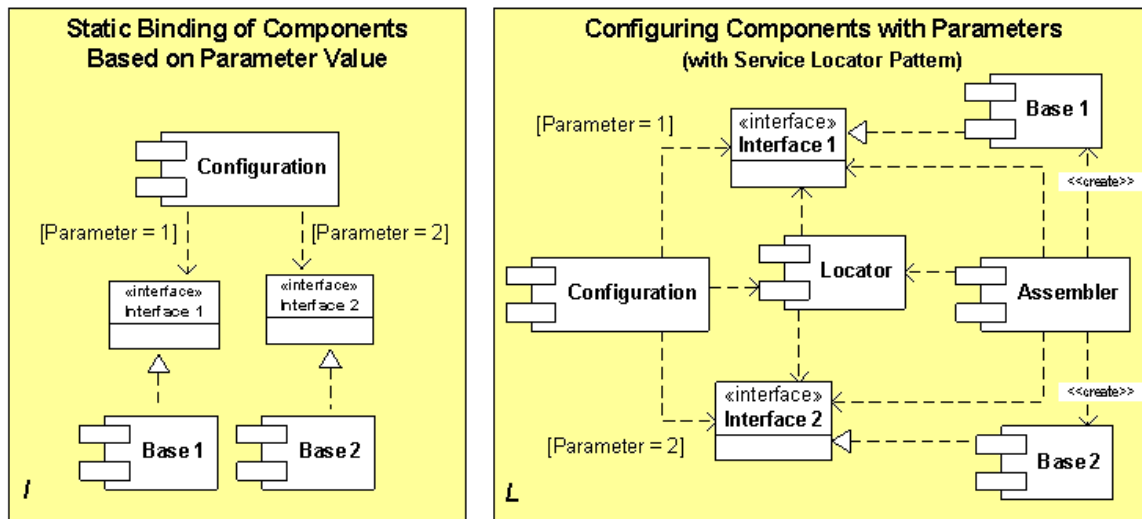 Static Binding of Components
Based on Parameter Value
Configuration
[Parameter = 1]
[Parameter = 2]
«interface»
Interface 1
«interface»
Interface 2
Base 1
Base 2
I
Configuring Components with Parameters
(with Service Locator Pattern)
[Parameter = 1]
«interface»
Interface 1
Base 1
<<create>>
Configuration
Locator
Assembler
«interface»
Interface 2
<<create>>
[Parameter = 2]
Base 2
L